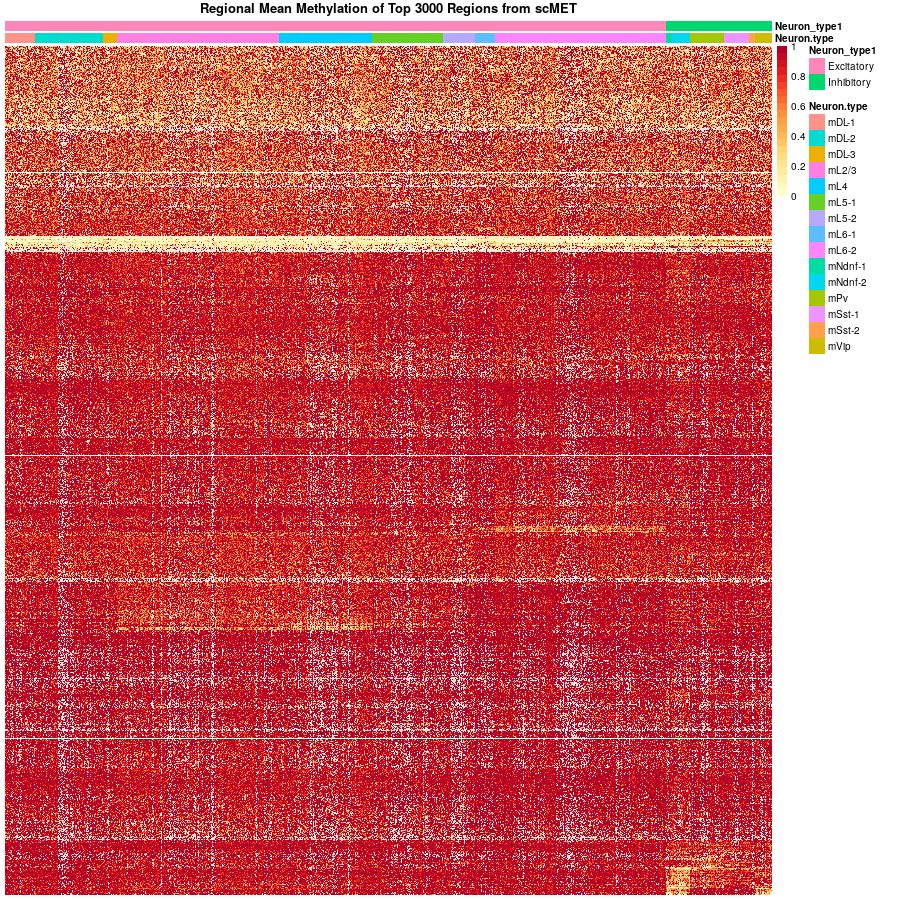 Regional Mean Methylation of Top 3000 Regions from scMET
Neuron_type1
Neuron.type
1
0.8
0.6
0.4
0.2
0
Neuron_type1
Excitatory
Inhibitory
Neuron.type
mDL-1
mDL-2
mDL-3
mL2/3
mL4
mL5-1
mL5-2
mL6-1
mL6-2
mNdnf-1
mNdnf-2
mPv
mSst-1
mSst-2
mVip